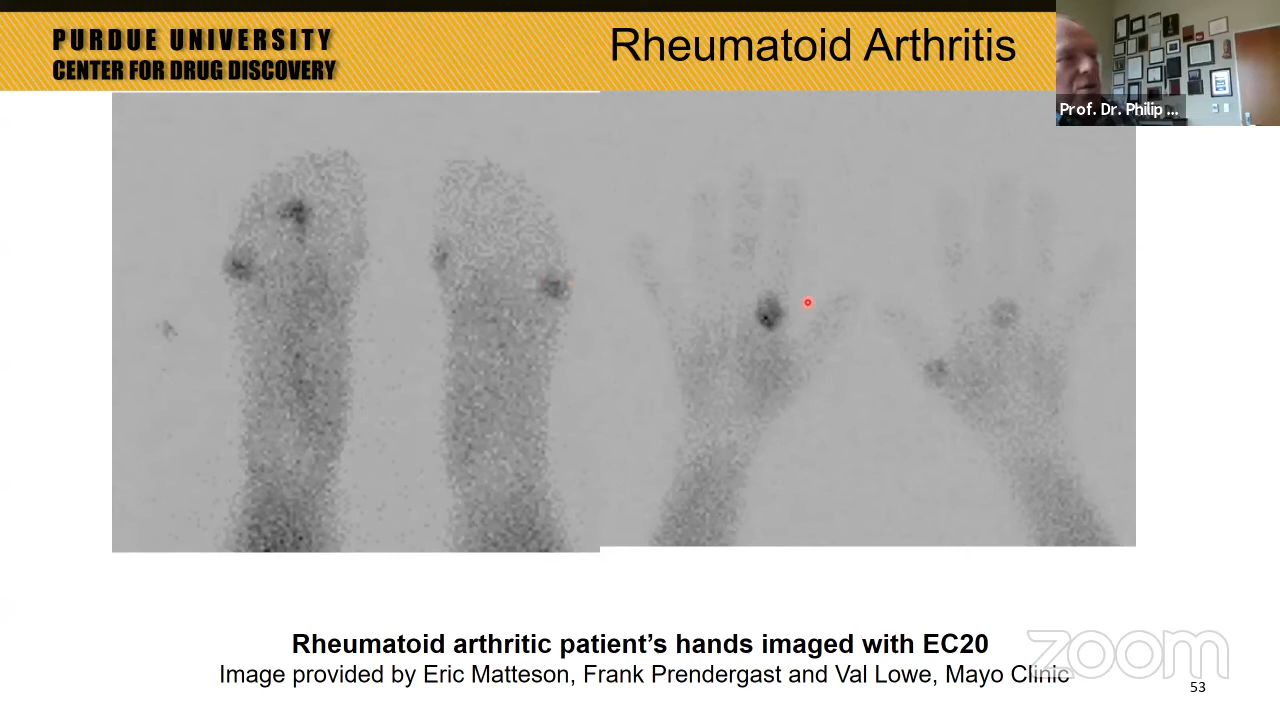 PURDUE UNIVERSITY
CENTER FOR DRUG DISCOVERY
Rheumatoid Arthritis
Prof. Dr. Philip ...
Rheumatoid arthritic patient's hands imaged with EC20
Image provided by Eric Matteson, Frank Prendergast and Val Lowe, Mayo Clinic
zoom
53